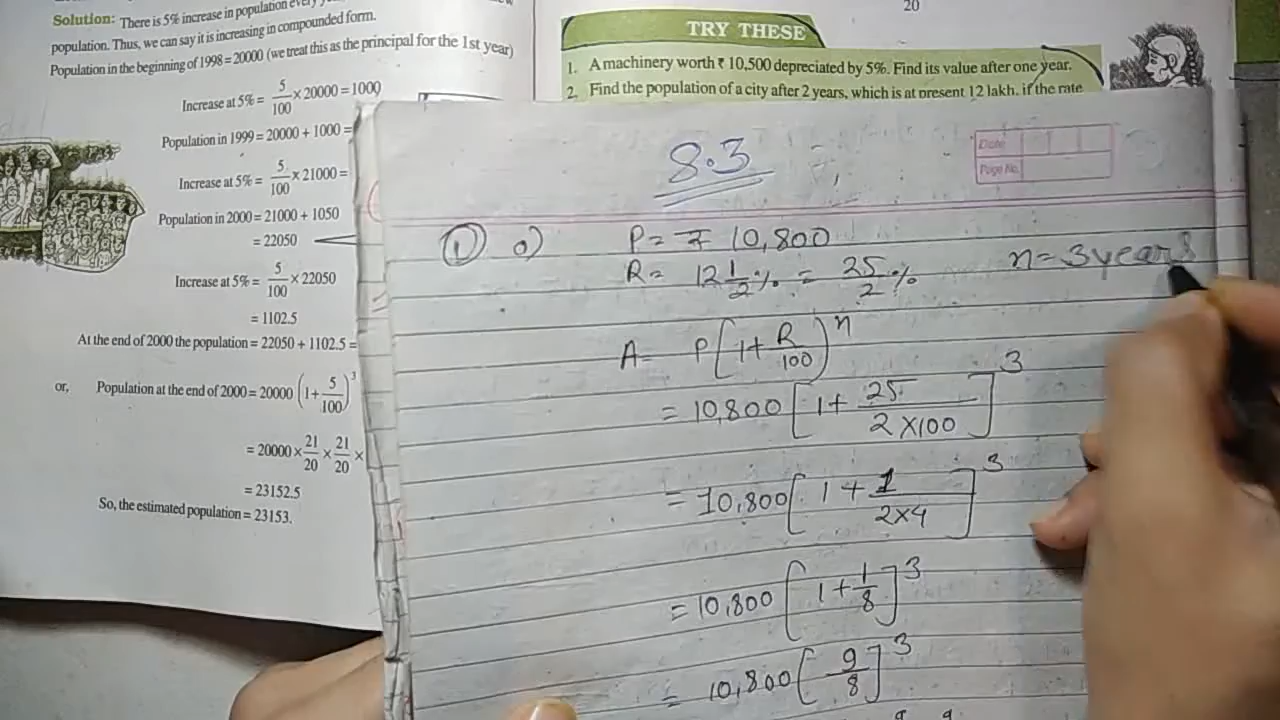 Solution: There is 5% increase in population every
population. Thus, we can say it is increasing in compounded form.
Population in the beginning of 1998 = 20000 (we treat this as the principal for the 1st year)
Increase at 5% = 5/100 × 20000 = 1000
Population in 1999 = 20000 + 1000 =
Increase at 5% = 5/100 × 21000 =
Population in 2000 = 21000 + 1050
= 22050
Increase at 5% = 5/100 × 22050
= 1102.5
At the end of 2000 the population = 22050 + 1102.5 =
or, Population at the end of 2000 = 20000 (1 + 5/100)^3
= 20000 × 21/20 × 21/20 ×
= 23152.5
So, the estimated population = 23153.
20
TRY THESE
1. A machinery worth ₹ 10,500 depreciated by 5%. Find its value after one year.
2. Find the population of a city after 2 years, which is at present 12 lakh, if the rate
8.3
Date
Page No.
① a) P = ₹ 10,800
R = 12 1/2 % = 25/2 % n = 3 years
A = P[1 + R/100)^n
= 10,800 [1 + 25/2×100]^3
= 10,800 [1 + 1/2×4]^3
= 10,800 [1 + 1/8]^3
= 10,800 [9/8]^3